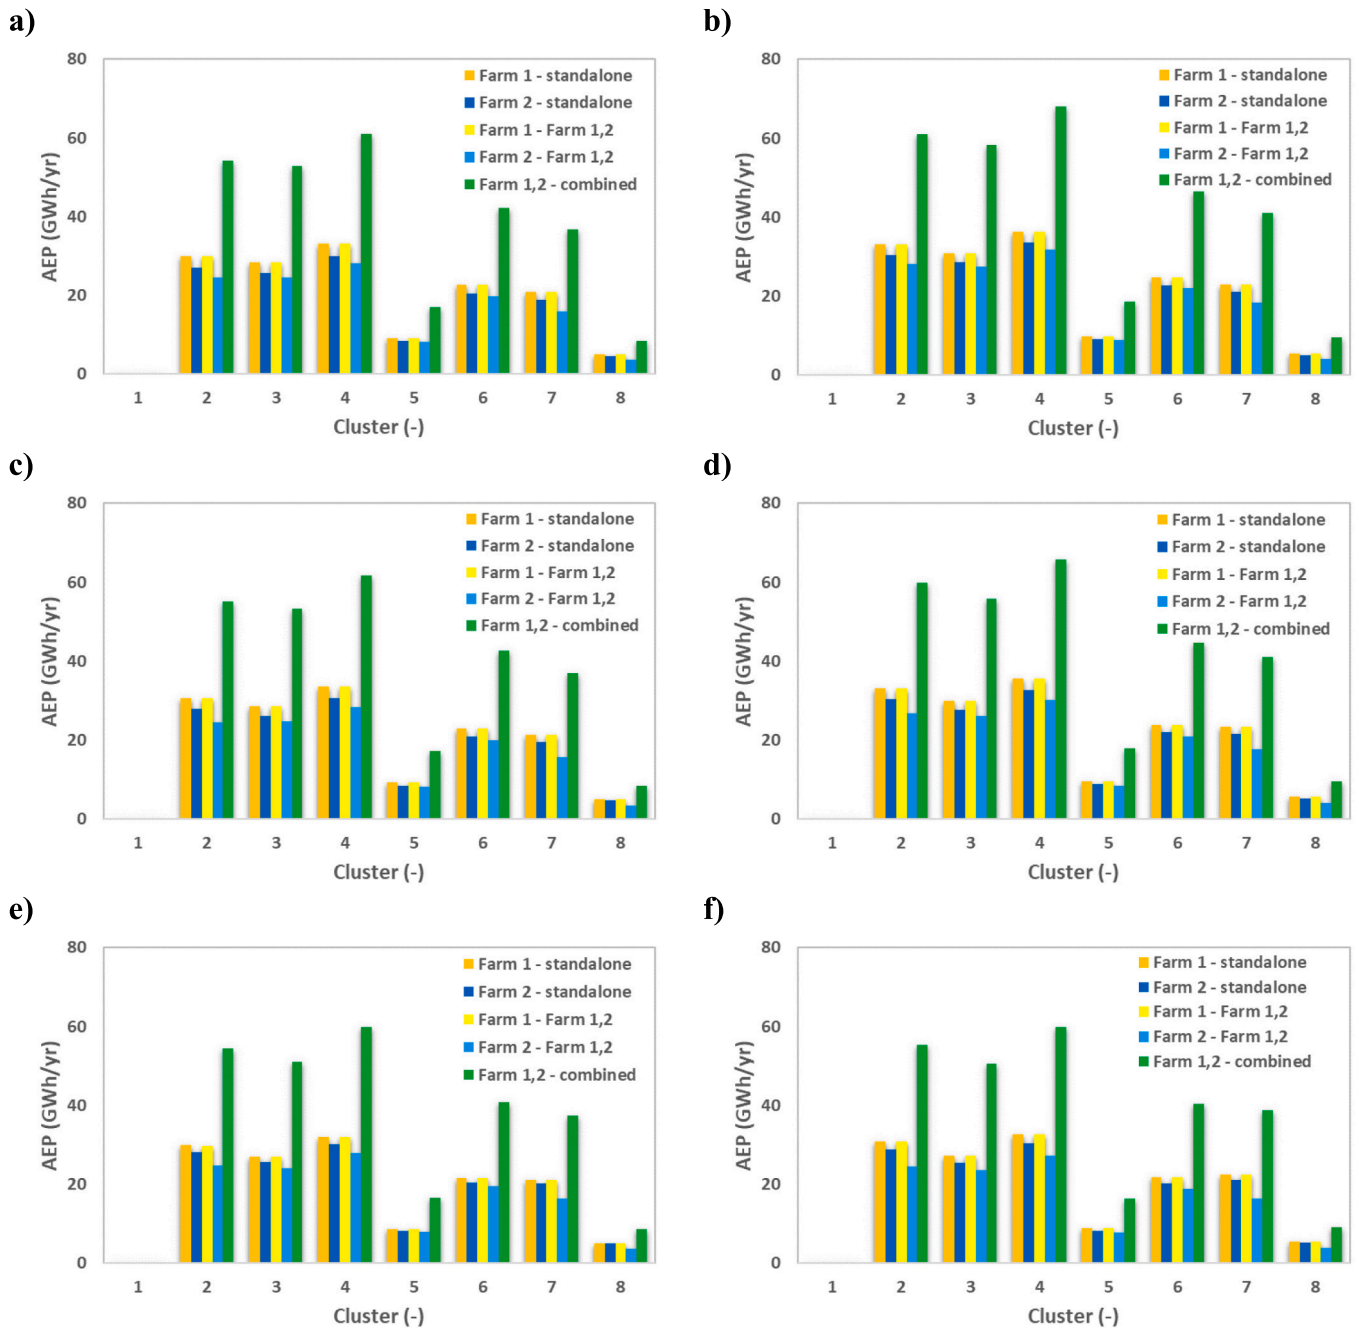 a)
80
60
40
20
0
AEP (GWh/yr)
Farm 1 - standalone
Farm 2 - standalone
Farm 1 - Farm 1,2
Farm 2 - Farm 1,2
Farm 1,2 - combined
1 2 3 4 5 6 7 8
Cluster (-)
b)
80
60
40
20
0
AEP (GWh/yr)
Farm 1 - standalone
Farm 2 - standalone
Farm 1 - Farm 1,2
Farm 2 - Farm 1,2
Farm 1,2 - combined
1 2 3 4 5 6 7 8
Cluster (-)
c)
80
60
40
20
0
AEP (GWh/yr)
Farm 1 - standalone
Farm 2 - standalone
Farm 1 - Farm 1,2
Farm 2 - Farm 1,2
Farm 1,2 - combined
1 2 3 4 5 6 7 8
Cluster (-)
d)
80
60
40
20
0
AEP (GWh/yr)
Farm 1 - standalone
Farm 2 - standalone
Farm 1 - Farm 1,2
Farm 2 - Farm 1,2
Farm 1,2 - combined
1 2 3 4 5 6 7 8
Cluster (-)
e)
80
60
40
20
0
AEP (GWh/yr)
Farm 1 - standalone
Farm 2 - standalone
Farm 1 - Farm 1,2
Farm 2 - Farm 1,2
Farm 1,2 - combined
1 2 3 4 5 6 7 8
Cluster (-)
f)
80
60
40
20
0
AEP (GWh/yr)
Farm 1 - standalone
Farm 2 - standalone
Farm 1 - Farm 1,2
Farm 2 - Farm 1,2
Farm 1,2 - combined
1 2 3 4 5 6 7 8
Cluster (-)